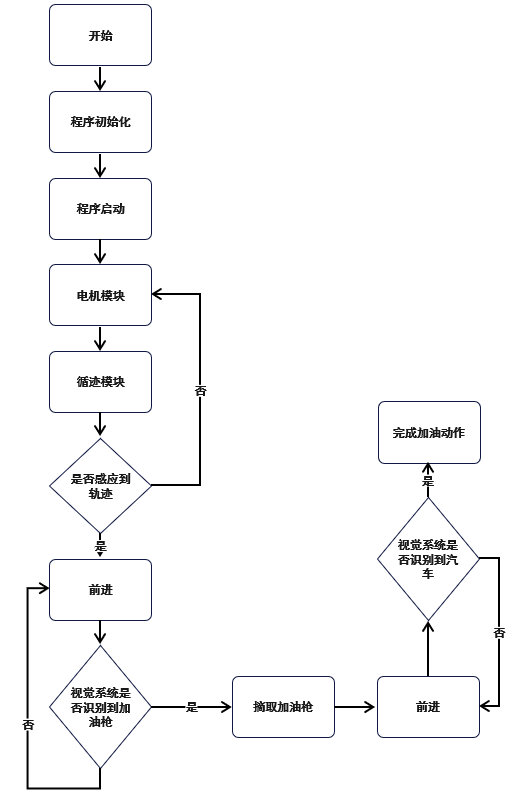 开始
程序初始化
程序启动
电机模块
循迹模块
否
是否感应到
轨迹
是
前进
视觉系统是
否识别到加
油枪
否
是
摘取加油枪
前进
视觉系统是
否识别到汽
车
否
是
完成加油动作